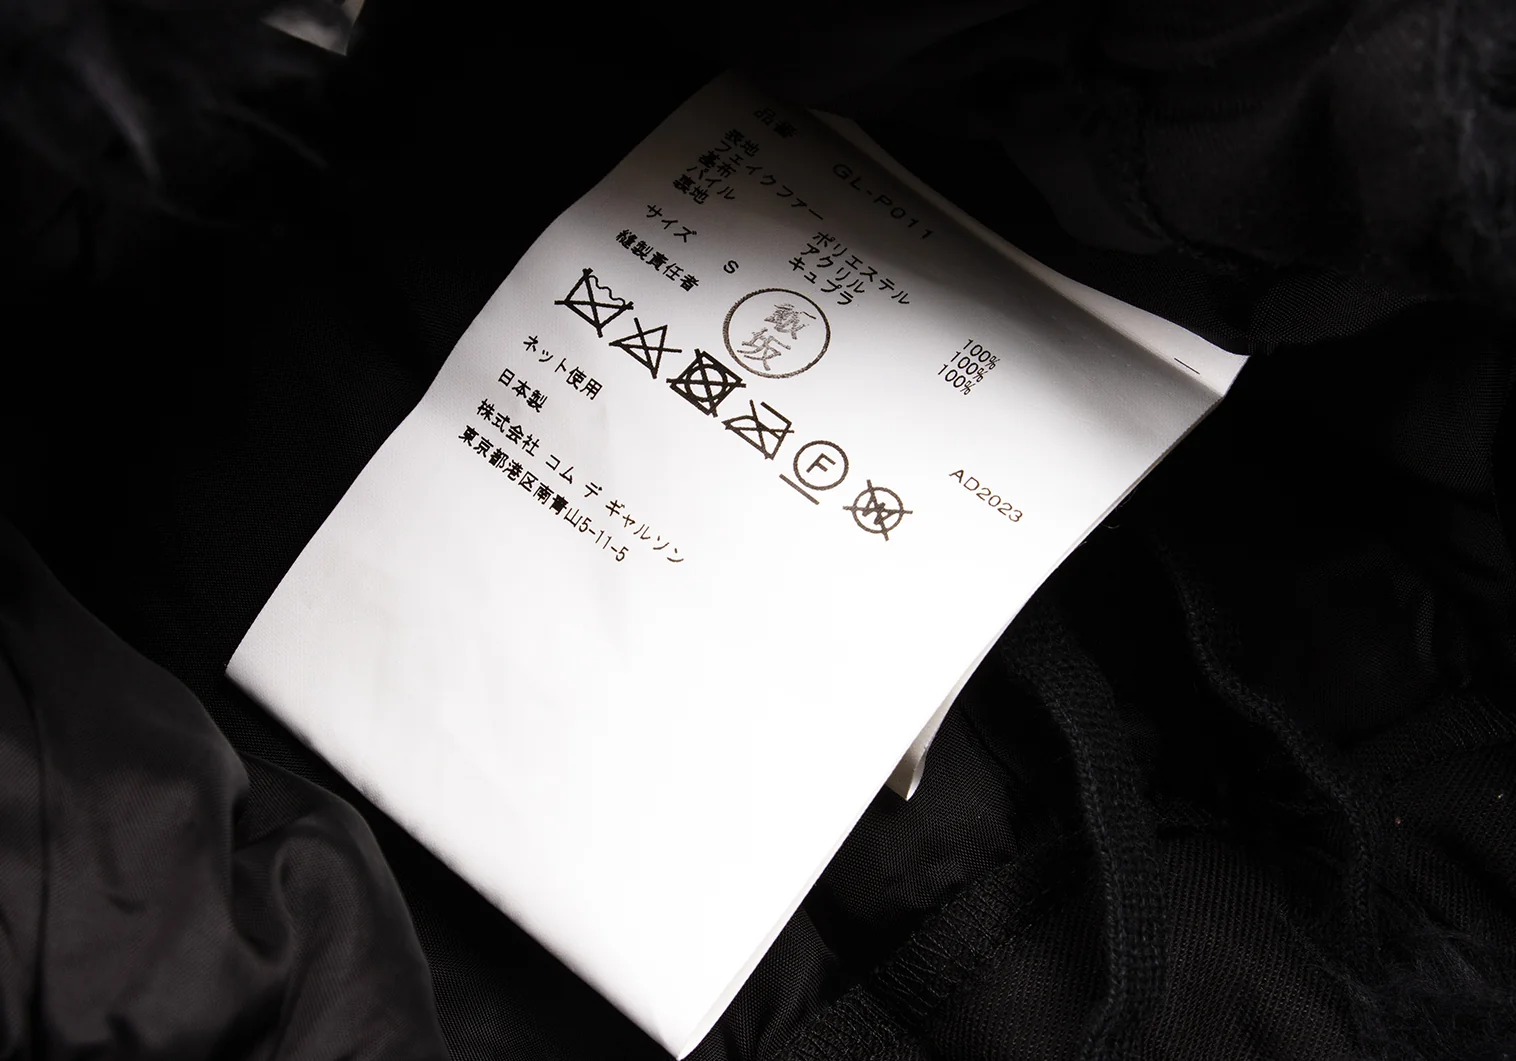 品番 GL-P011
表地
フェイクファー
基布 ポリエステル 100%
パイル アクリル 100%
裏地 キュプラ 100%
サイズ S
縫製責任者 飯坂
F
W
AD2023
ネット使用
日本製
株式会社 コム デ ギャルソン
東京都港区南青山5-11-5